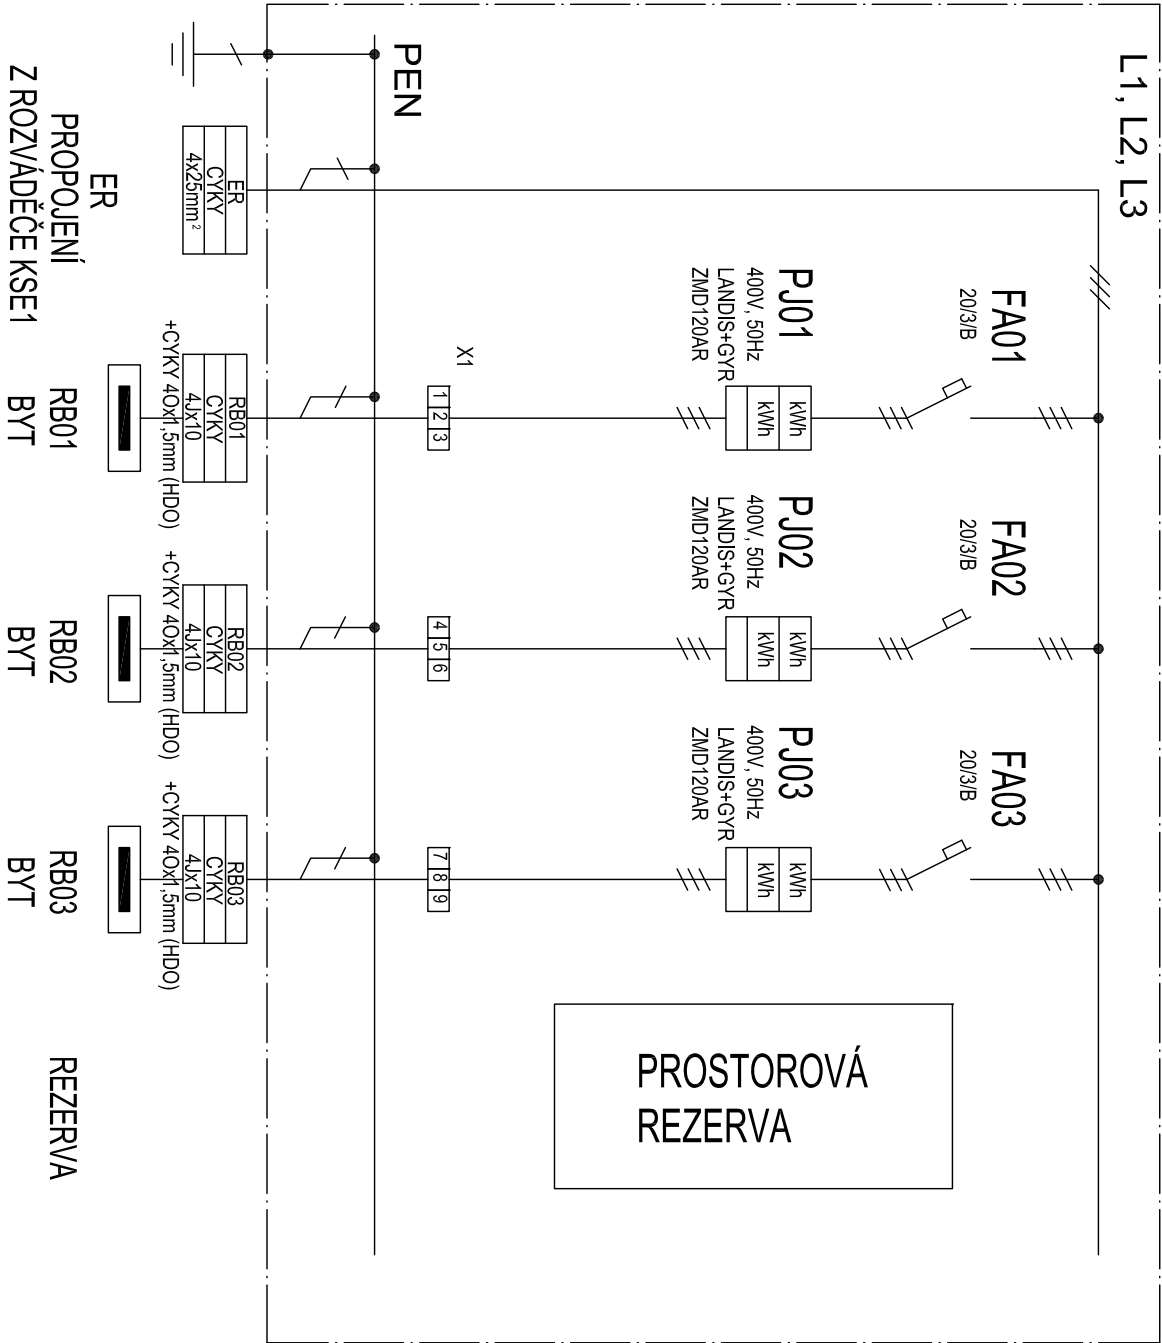 L1, L2, L3
FA01
20/3/B
FA02
20/3/B
FA03
20/3/B
PJ01
400V, 50Hz
LANDIS+GYR
ZMD120AR
kWh
kWh
PJ02
400V, 50Hz
LANDIS+GYR
ZMD120AR
kWh
kWh
PJ03
400V, 50Hz
LANDIS+GYR
ZMD120AR
kWh
kWh
PROSTOROVÁ
REZERVA
X1
1 2 3
4 5 6
7 8 9
PEN
ER
CYKY
4x25mm²
RB01
CYKY
4Jx10
+CYKY 4Ox1,5mm (HDO)
RB02
CYKY
4Jx10
+CYKY 4Ox1,5mm (HDO)
RB03
CYKY
4Jx10
+CYKY 4Ox1,5mm (HDO)
ER
PROPOJENÍ
Z ROZVÁDĚČE KSE1
RB01
BYT
RB02
BYT
RB03
BYT
REZERVA